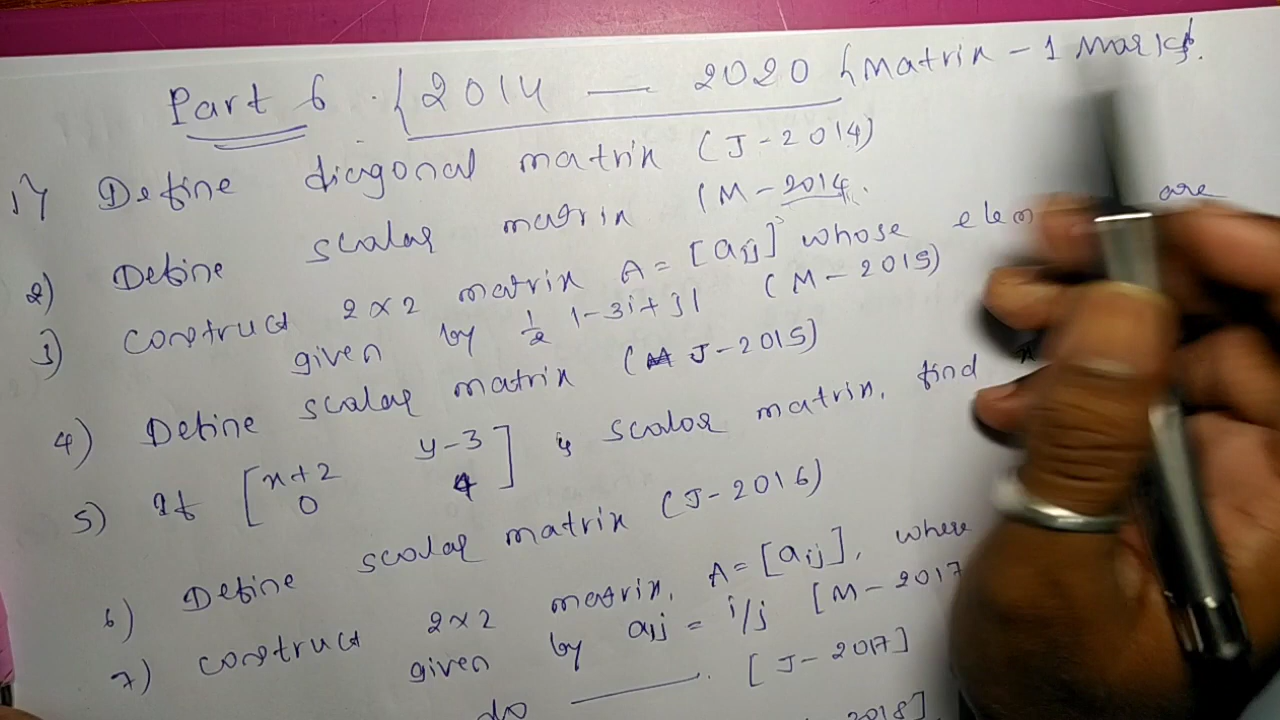 Part 6 . { 2014 — 2020 { Matrix - 1 Marks.
1) Define diagonal matrix (J-2014)
2) Define scalar matrix (M-2014.
3) Construct 2×2 matrix A = [aij] whose are
given by 1/2 |-3i+j| (M-2015)
4) Define scalar matrix (J-2015)
5) If [x+2 y-3
0 4] is scalar matrix, find x
6) Define scalar matrix (J-2016)
7) Construct 2×2 matrix, A=[aij], where
given by aij = i/j [M-2017
do ———. [J-2017]
2018]